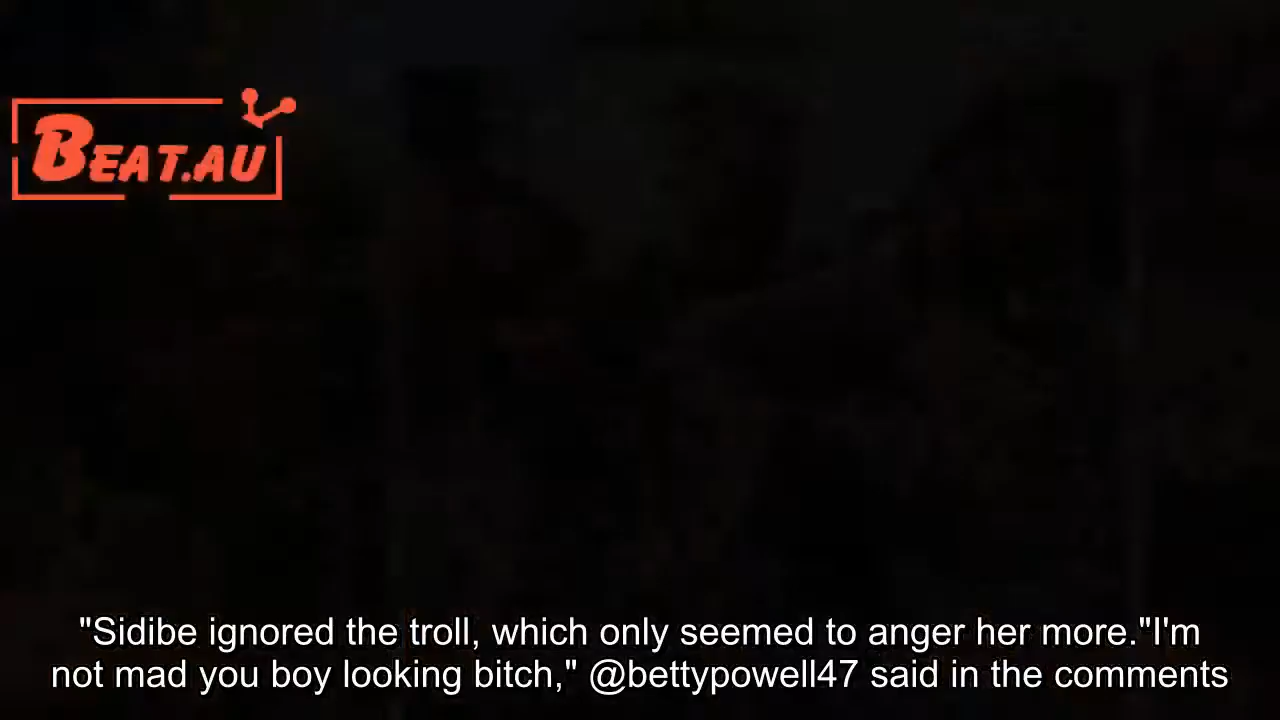 BEAT.AU
"Sidibe ignored the troll, which only seemed to anger her more."I'm
not mad you boy looking bitch," @bettypowell47 said in the comments